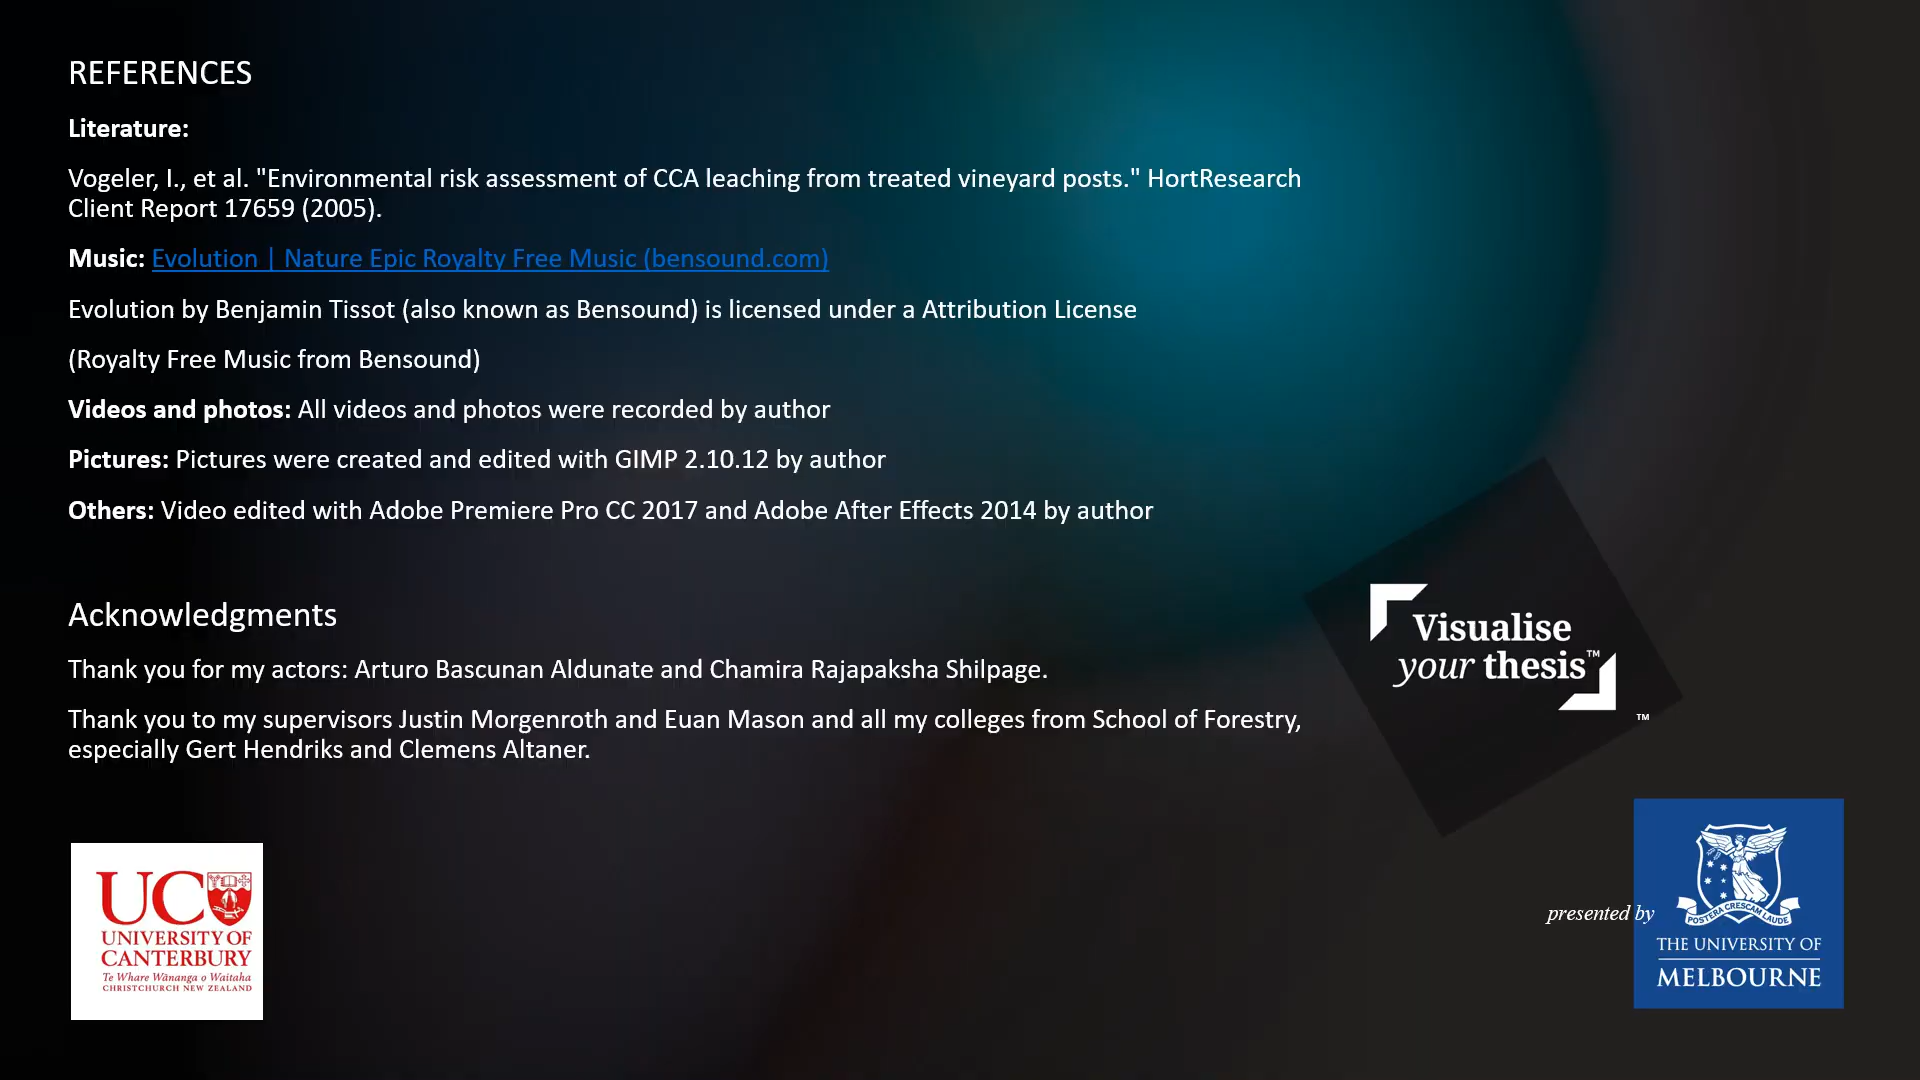 REFERENCES
Literature:
Vogeler, I., et al. "Environmental risk assessment of CCA leaching from treated vineyard posts." HortResearch
Client Report 17659 (2005).
Music: Evolution | Nature Epic Royalty Free Music (bensound.com)
Evolution by Benjamin Tissot (also known as Bensound) is licensed under a Attribution License
(Royalty Free Music from Bensound)
Videos and photos: All videos and photos were recorded by author
Pictures: Pictures were created and edited with GIMP 2.10.12 by author
Others: Video edited with Adobe Premiere Pro CC 2017 and Adobe After Effects 2014 by author
Acknowledgments
Thank you for my actors: Arturo Bascunan Aldunate and Chamira Rajapaksha Shilpage.
Thank you to my supervisors Justin Morgenroth and Euan Mason and all my colleges from School of Forestry,
especially Gert Hendriks and Clemens Altaner.
Visualise
your thesis™
™
UC
UNIVERSITY OF
CANTERBURY
Te Whare Wānanga o Waitaha
CHRISTCHURCH NEW ZEALAND
presented by
POSTERA CRESCAM LAUDE
THE UNIVERSITY OF
MELBOURNE